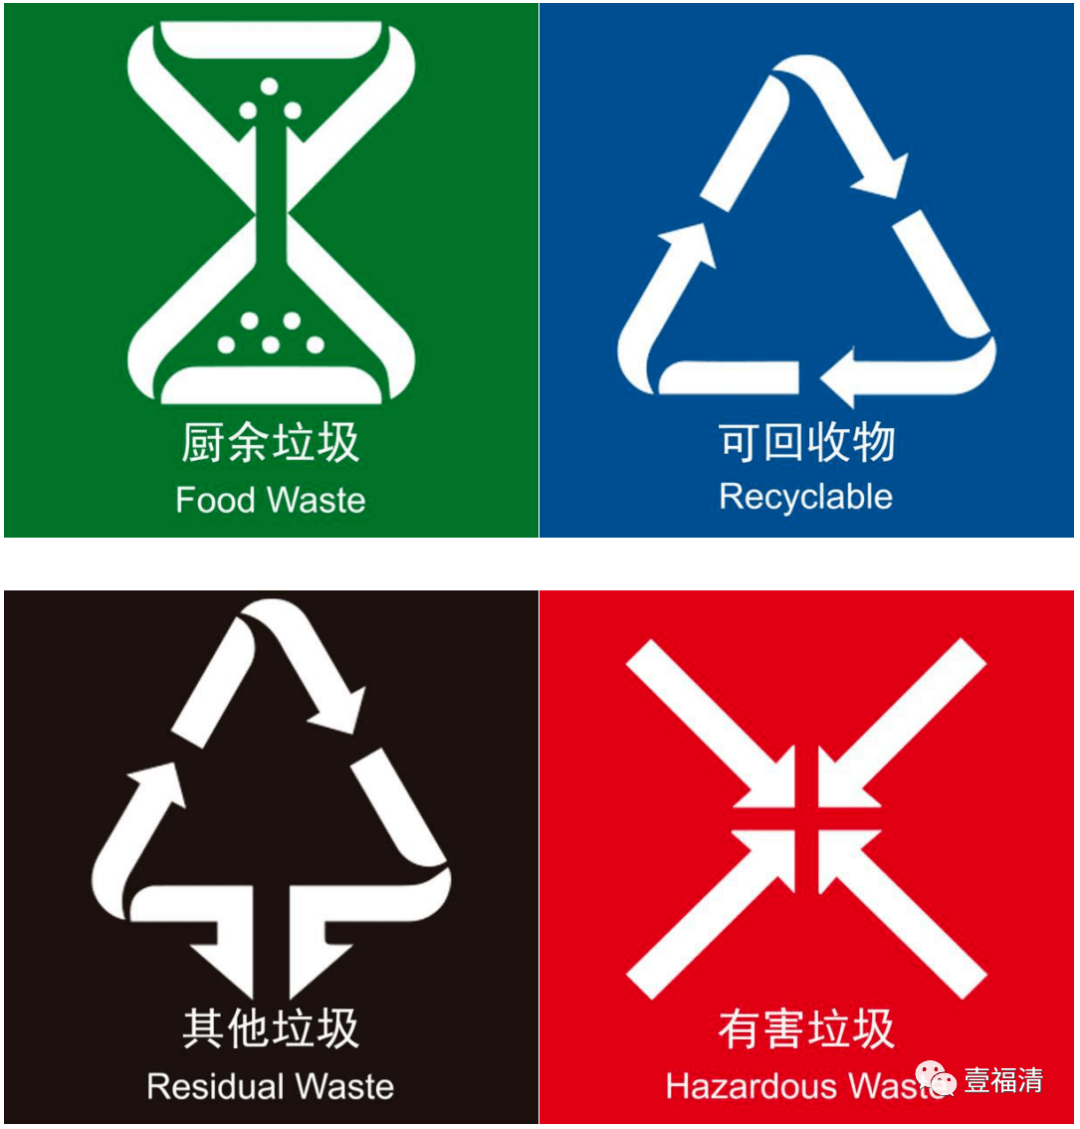 厨余垃圾
Food Waste
可回收物
Recyclable
其他垃圾
Residual Waste
有害垃圾
Hazardous Waste
壹福清